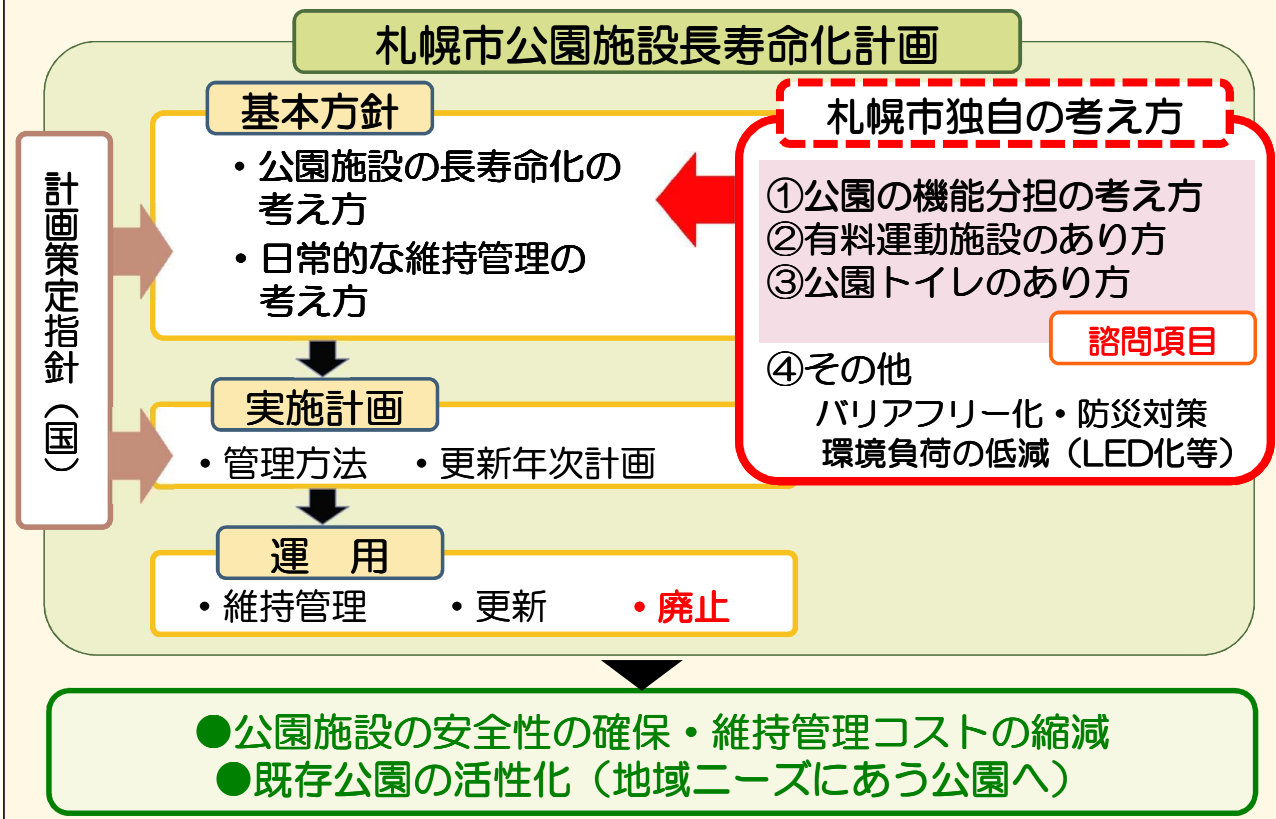 札幌市公園施設長寿命化計画
計画策定指針（国）
基本方針
・公園施設の長寿命化の
考え方
・日常的な維持管理の
考え方
札幌市独自の考え方
①公園の機能分担の考え方
②有料運動施設のあり方
③公園トイレのあり方
諮問項目
④その他
バリアフリー化・防災対策
環境負荷の低減（LED化等）
実施計画
・管理方法　・更新年次計画
運　用
・維持管理　・更新　・廃止
●公園施設の安全性の確保・維持管理コストの縮減
●既存公園の活性化（地域ニーズにあう公園へ）